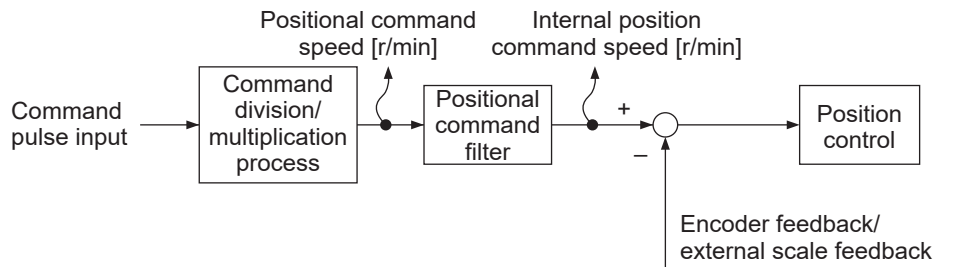 Positional command
speed [r/min]
Internal position
command speed [r/min]
Command
pulse input
Command
division/
multiplication
process
Positional
command
filter
+
–
Position
control
Encoder feedback/
external scale feedback